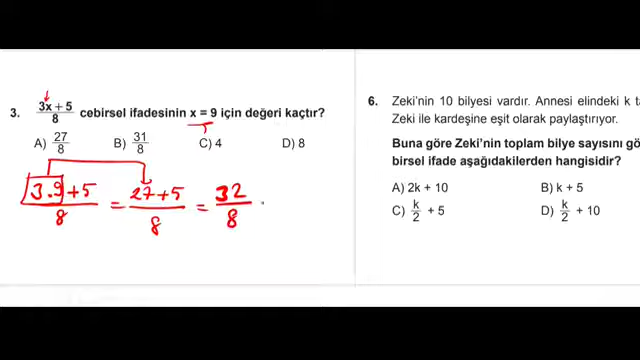 3. 3x + 5 / 8 cebirsel ifadesinin x = 9 için değeri kaçtır?
A) 27/8 B) 31/8 C) 4 D) 8
3.9+5 / 8 = 27+5 / 8 = 32 / 8
6. Zeki'nin 10 bilyesi vardır. Annesi elindeki k
Zeki ile kardeşine eşit olarak paylaştırıyor.
Buna göre Zeki'nin toplam bilye sayısını
birsel ifade aşağıdakilerden hangisidir?
A) 2k + 10 B) k + 5
C) k/2 + 5 D) k/2 + 10